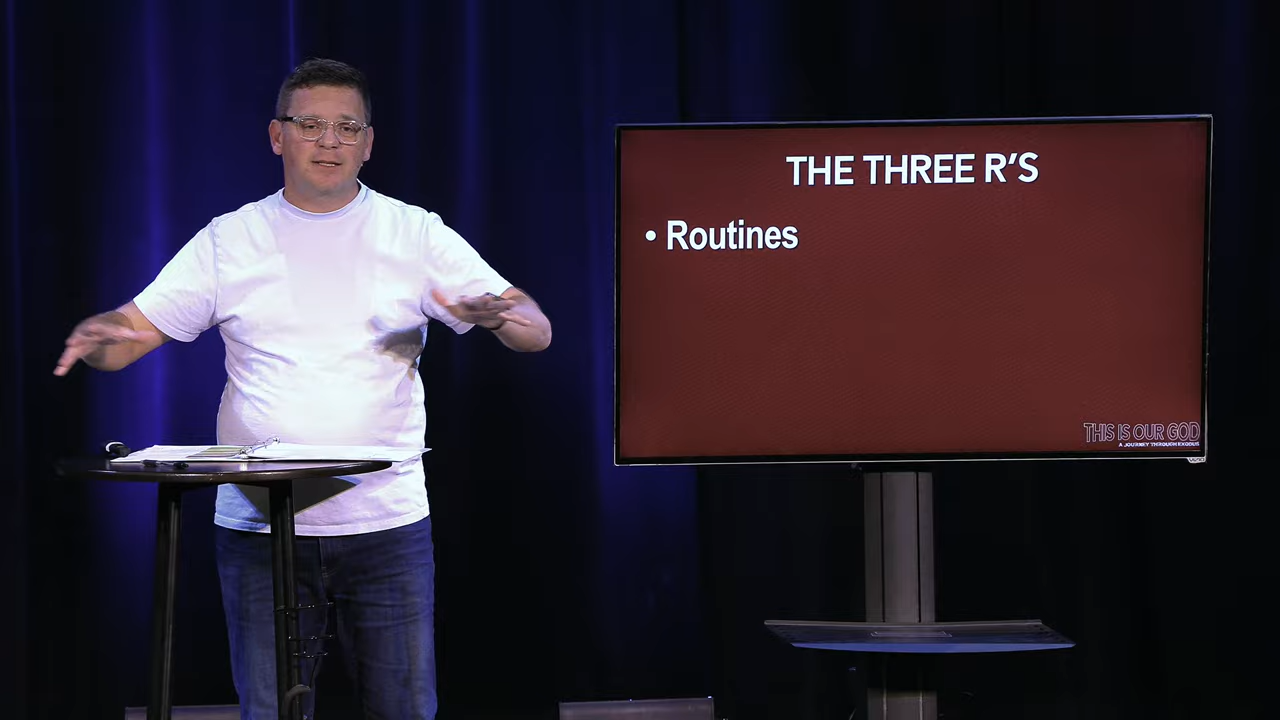 THE THREE R'S
• Routines
THIS IS OUR GOD
A JOURNEY THROUGH EXODUS